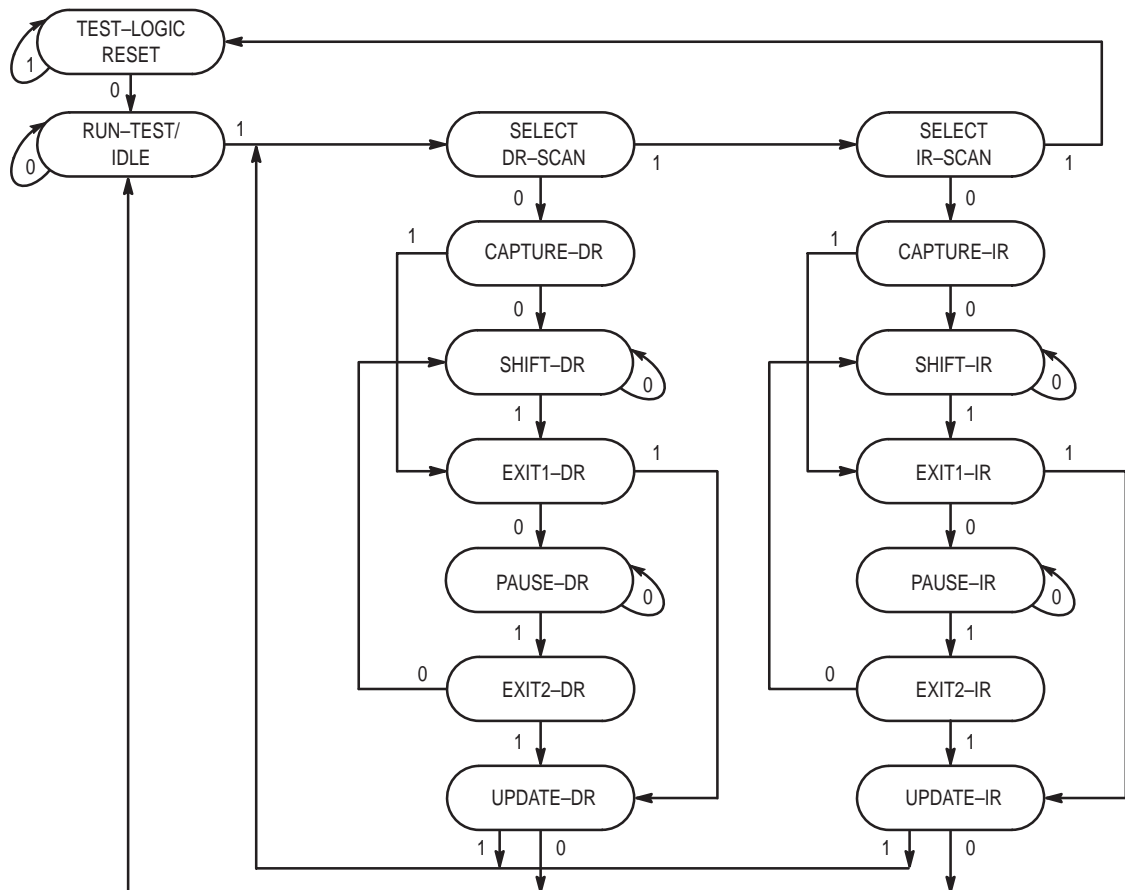 TEST–LOGIC
RESET
1
0
RUN–TEST/
IDLE
0
1
SELECT
DR–SCAN
1
SELECT
IR–SCAN
1
0
0
1
CAPTURE–DR
1
CAPTURE–IR
0
0
SHIFT–DR
0
SHIFT–IR
0
1
1
EXIT1–DR
1
EXIT1–IR
1
0
0
PAUSE–DR
0
PAUSE–IR
0
1
1
0
EXIT2–DR
0
EXIT2–IR
1
1
UPDATE–DR
UPDATE–IR
1
0
1
0